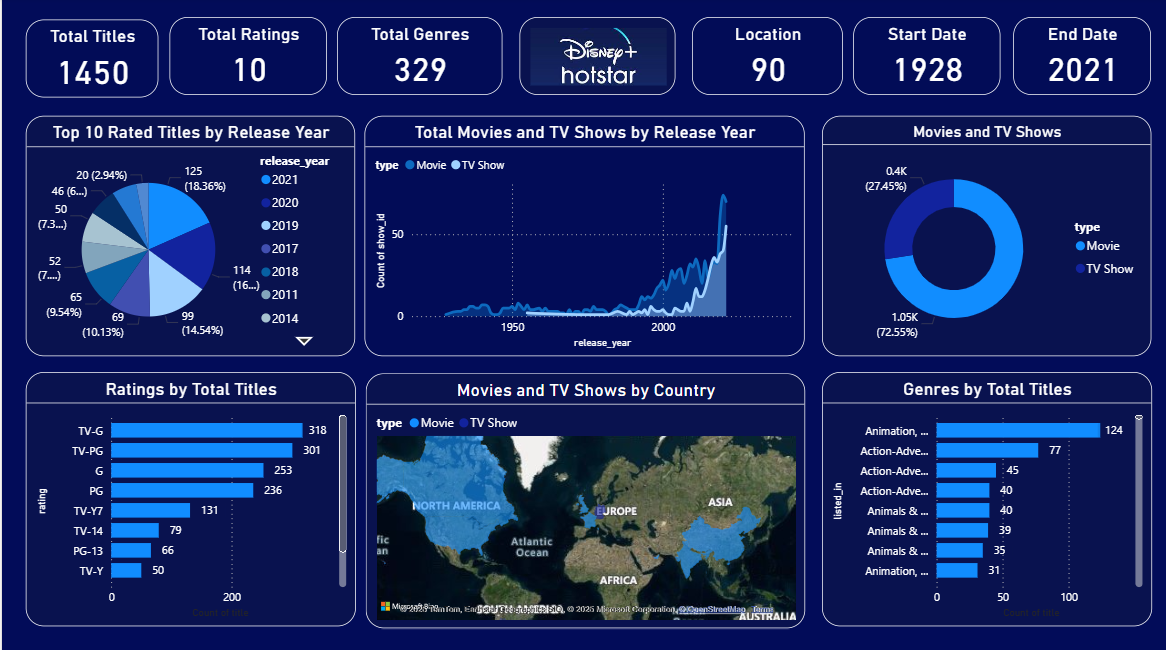 Total Titles
1450
Total Ratings
10
Total Genres
329
Disney+
hotstar
Location
90
Start Date
1928
End Date
2021
Top 10 Rated Titles by Release Year
20 (2.94%)
125
(18.36%)
46 (6...)
50
(7.3...)
52
(7....)
65
(9.54%)
69
(10.13%)
99
(14.54%)
114
(16...)
release_year
2021
2020
2019
2017
2018
2011
2014
Total Movies and TV Shows by Release Year
type Movie TV Show
Count of show_id
50
0
1950
2000
release_year
Movies and TV Shows
0.4K
(27.45%)
1.05K
(72.55%)
type
Movie
TV Show
Ratings by Total Titles
rating
TV-G 318
TV-PG 301
G 253
PG 236
TV-Y7 131
TV-14 79
PG-13 66
TV-Y 50
0 200
Count of title
Movies and TV Shows by Country
type Movie TV Show
NORTH AMERICA
EUROPE
ASIA
fic
an
Atlantic
Ocean
AFRICA
SOUTH AMERICA
AUSTRALIA
© 2025 TomTom, © 2025 Microsoft Corporation, © OpenStreetMap Terms
Genres by Total Titles
listed_in
Animation, ... 124
Action-Adve... 77
Action-Adve... 45
Action-Adve... 40
Animals & ... 40
Animals & ... 39
Animals & ... 35
Animation, ... 31
0 50 100
Count of title